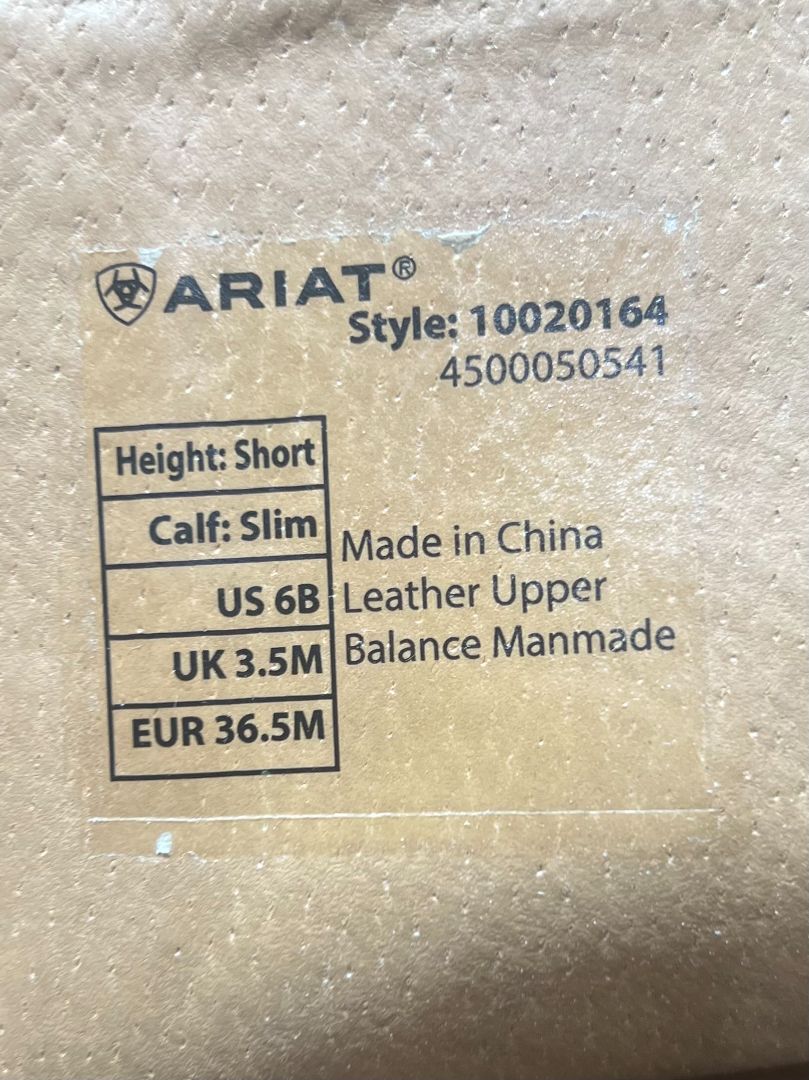 ARIAT®
Style: 10020164
4500050541
Height: Short
Calf: Slim
US 6B
UK 3.5M
EUR 36.5M
Made in China
Leather Upper
Balance Manmade